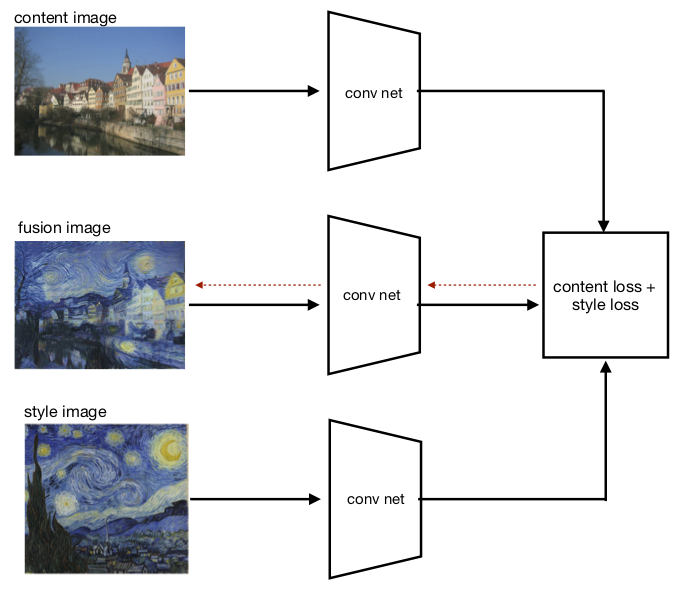 content image
conv net
fusion image
conv net
content loss +
style loss
style image
conv net